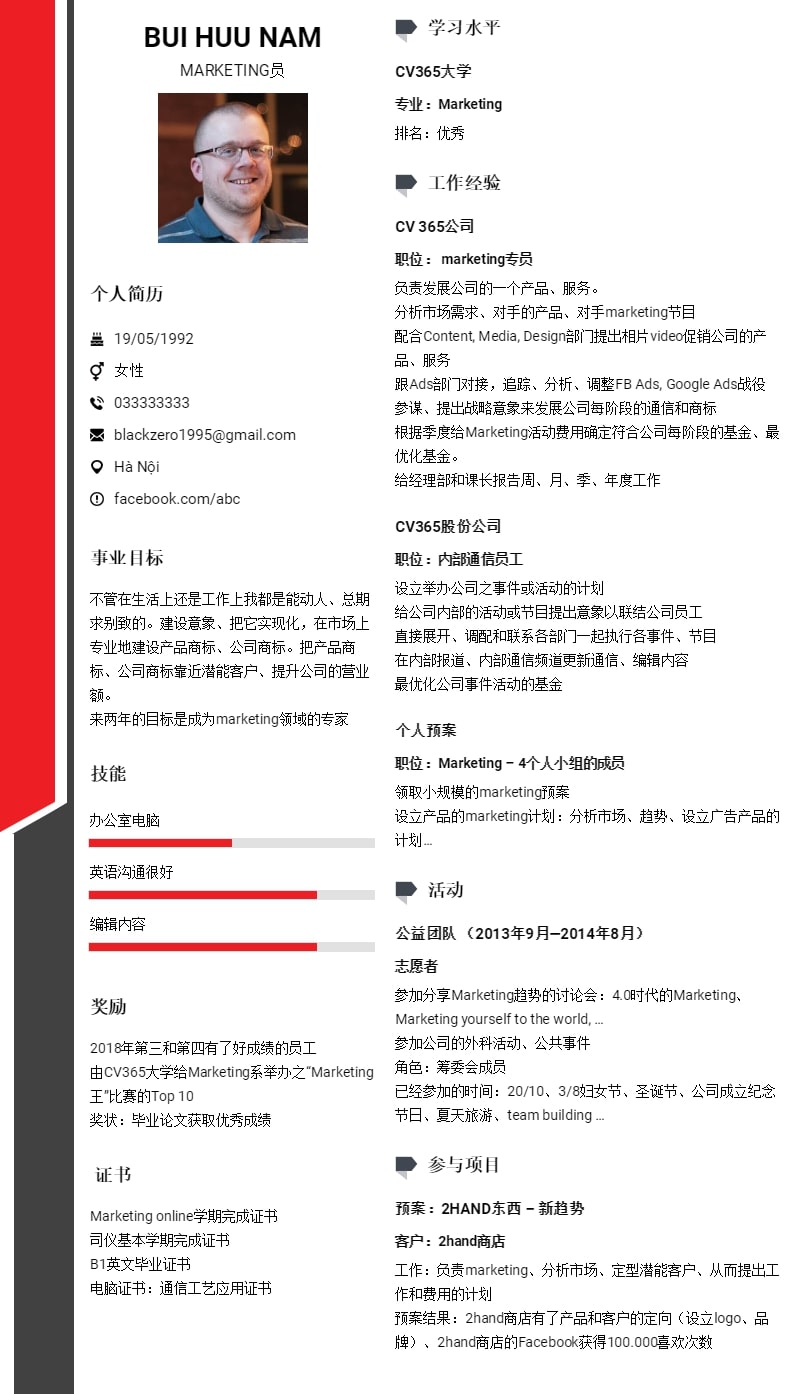 BUI HUU NAM
MARKETING员
个人简历
19/05/1992
女性
033333333
blackzero1995@gmail.com
Hà Nội
facebook.com/abc
事业目标
不管在生活上还是工作上我都是能动人、总期
求别致的。建设意象、把它实现化，在市场上
专业地建设产品商标、公司商标。把产品商
标、公司商标靠近潜能客户、提升公司的营业
额。
来两年的目标是成为marketing领域的专家
技能
办公室电脑
英语沟通很好
编辑内容
奖励
2018年第三和第四有了好成绩的员工
由CV365大学给Marketing系举办之“Marketing
王”比赛的Top 10
奖状：毕业论文获取优秀成绩
证书
Marketing online学期完成证书
司仪基本学期完成证书
B1英文毕业证书
电脑证书：通信工艺应用证书
学习水平
CV365大学
专业：Marketing
排名：优秀
工作经验
CV 365公司
职位： marketing专员
负责发展公司的一个产品、服务。
分析市场需求、对手的产品、对手marketing节目
配合Content, Media, Design部门提出相片video促销公司的产
品、服务
跟Ads部门对接，追踪、分析、调整FB Ads, Google Ads战役
参谋、提出战略意象来发展公司每阶段的通信和商标
根据季度给Marketing活动费用确定符合公司每阶段的基金、最
优化基金。
给经理部和课长报告周、月、季、年度工作
CV365股份公司
职位：内部通信员工
设立举办公司之事件或活动的计划
给公司内部的活动或节目提出意象以联结公司员工
直接展开、调配和联系各部门一起执行各事件、节目
在内部报道、内部通信频道更新通信、编辑内容
最优化公司事件活动的基金
个人预案
职位：Marketing – 4个人小组的成员
领取小规模的marketing预案
设立产品的marketing计划：分析市场、趋势、设立广告产品的
计划…
活动
公益团队 （2013年9月—2014年8月）
志愿者
参加分享Marketing趋势的讨论会：4.0时代的Marketing、
Marketing yourself to the world, …
参加公司的外科活动、公共事件
角色：筹委会成员
已经参加的时间：20/10、3/8妇女节、圣诞节、公司成立纪念
节日、夏天旅游、team building …
参与项目
预案：2HAND东西 – 新趋势
客户：2hand商店
工作：负责marketing、分析市场、定型潜能客户、从而提出工
作和费用的计划
预案结果：2hand商店有了产品和客户的定向（设立logo、品
牌）、2hand商店的Facebook获得100.000喜欢次数